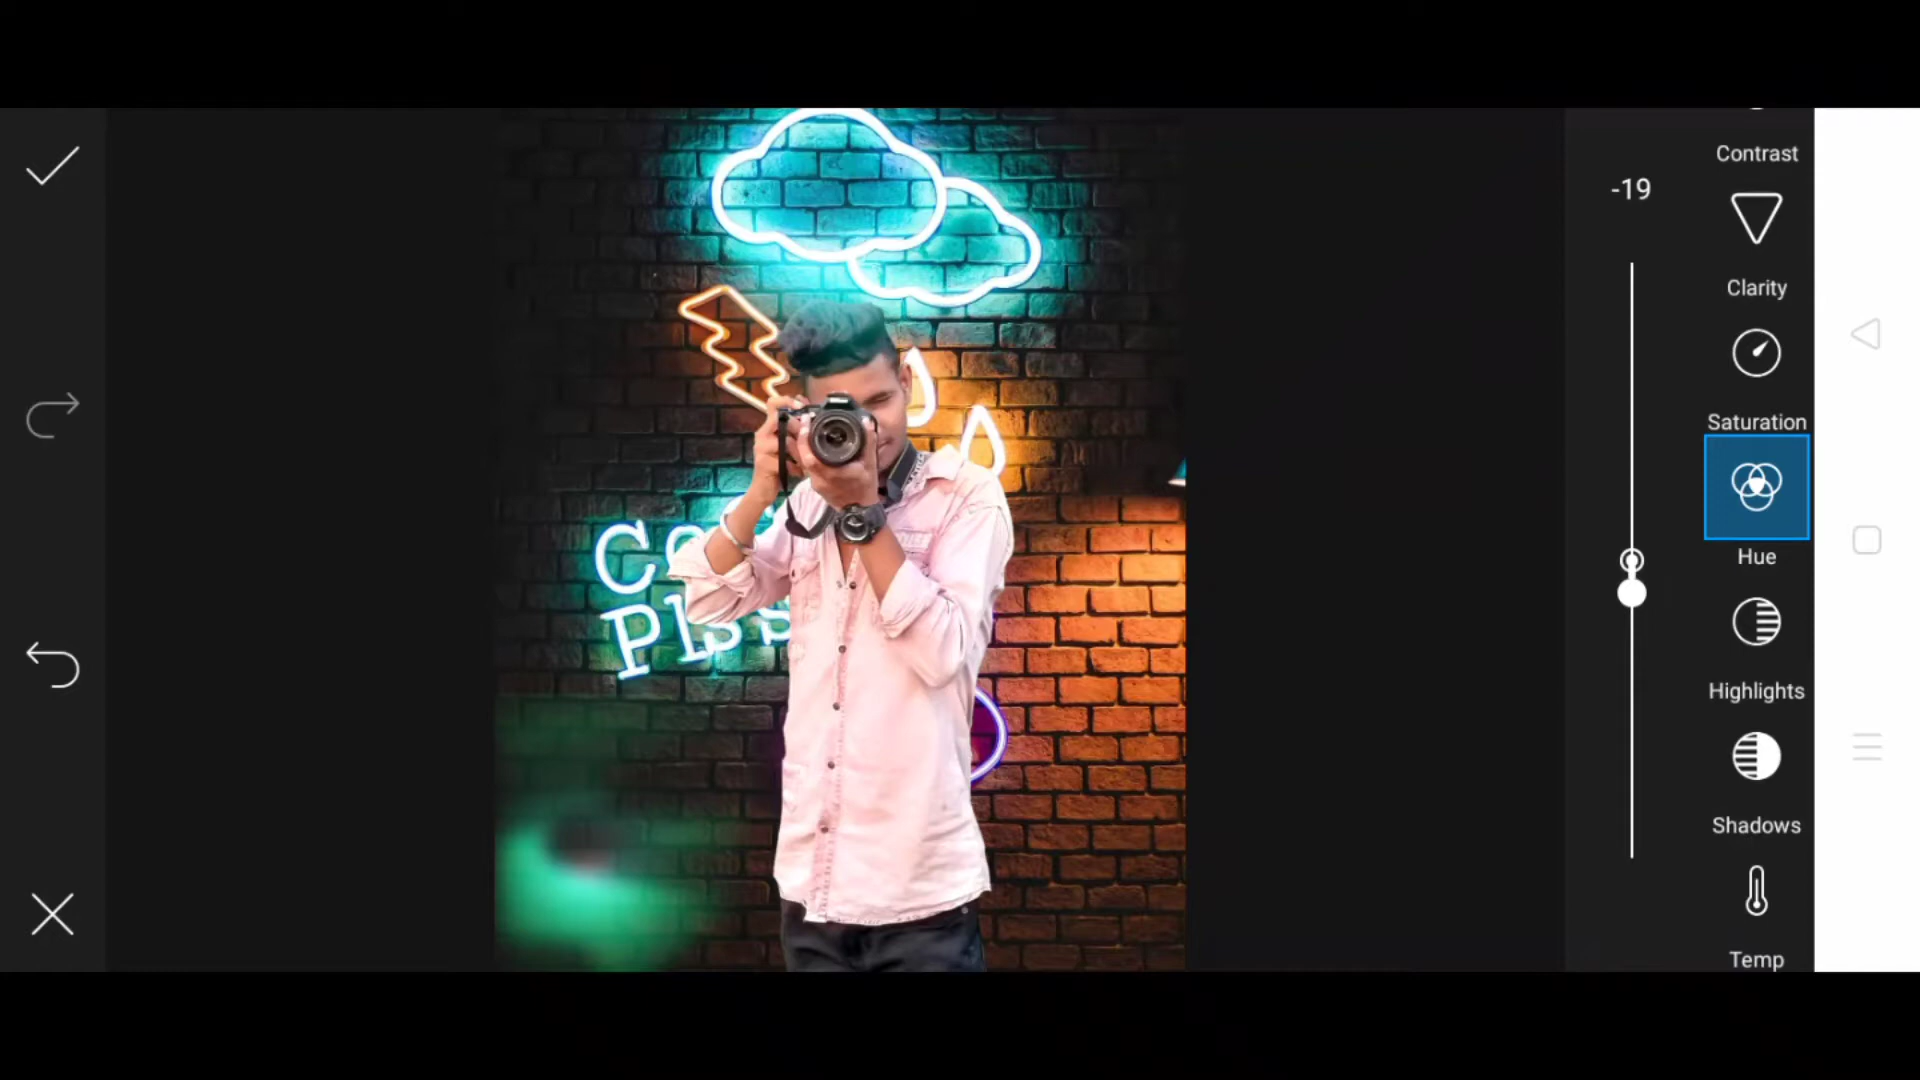 Contrast
-19
Clarity
Saturation
Hue
Highlights
Shadows
Temp